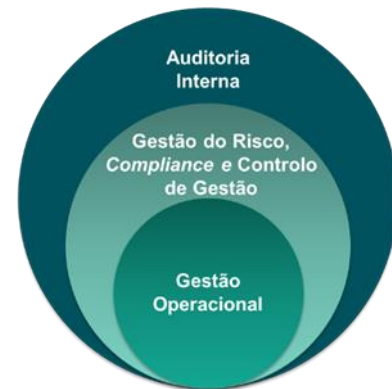 Auditoria
Interna
Gestão do Risco,
Compliance e Controlo
de Gestão
Gestão
Operacional